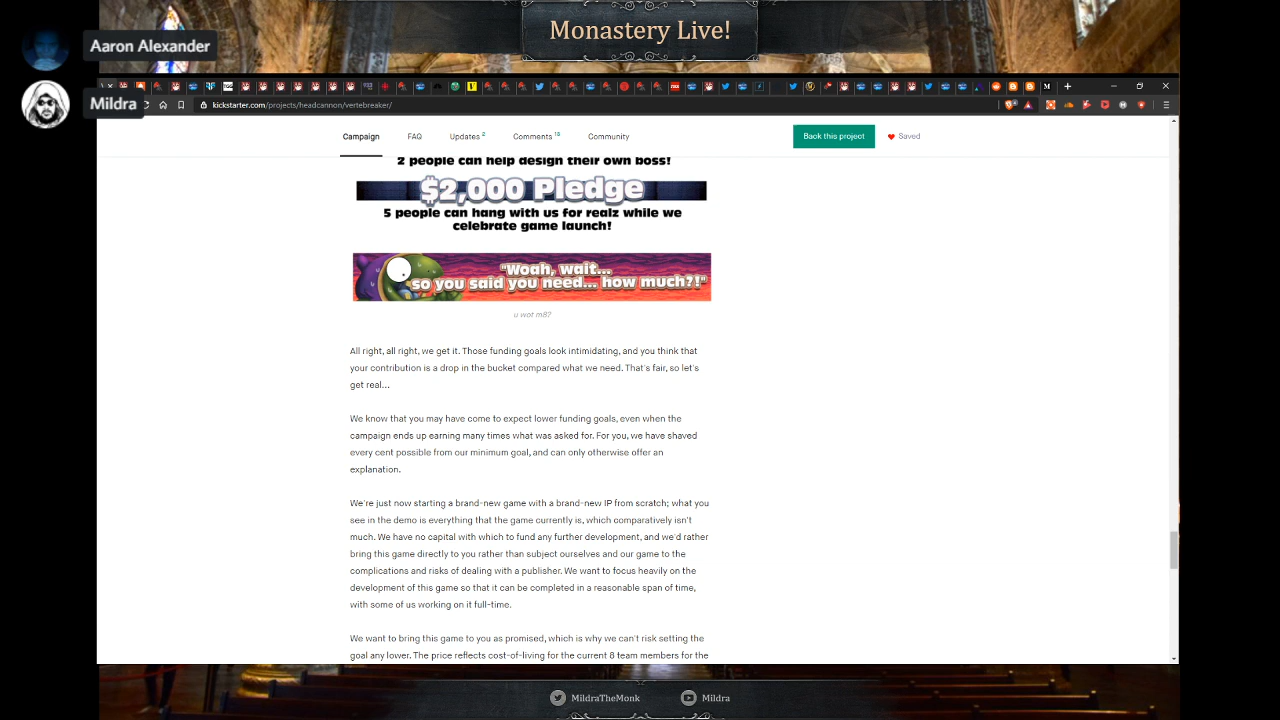 Monastery Live!
Aaron Alexander
Mildra
kickstarter.com/projects/headcannon/vertebreaker/
Campaign FAQ Updates 2 Comments 18 Community Back this project Saved
2 people can help design their own boss!
$2,000 Pledge
5 people can hang with us for realz while we
celebrate game launch!
"Woah, wait...
so you said you need... how much?!"
u wot m8?
All right, all right, we get it. Those funding goals look intimidating, and you think that
your contribution is a drop in the bucket compared what we need. That's fair, so let's
get real...
We know that you may have come to expect lower funding goals, even when the
campaign ends up earning many times what was asked for. For you, we have shaved
every cent possible from our minimum goal, and can only otherwise offer an
explanation.
We're just now starting a brand-new game with a brand-new IP from scratch; what you
see in the demo is everything that the game currently is, which comparatively isn't
much. We have no capital with which to fund any further development, and we'd rather
bring this game directly to you rather than subject ourselves and our game to the
complications and risks of dealing with a publisher. We want to focus heavily on the
development of this game so that it can be completed in a reasonable span of time,
with some of us working on it full-time.
We want to bring this game to you as promised, which is why we can't risk setting the
goal any lower. The price reflects cost-of-living for the current 8 team members for the
MildraTheMonk Mildra